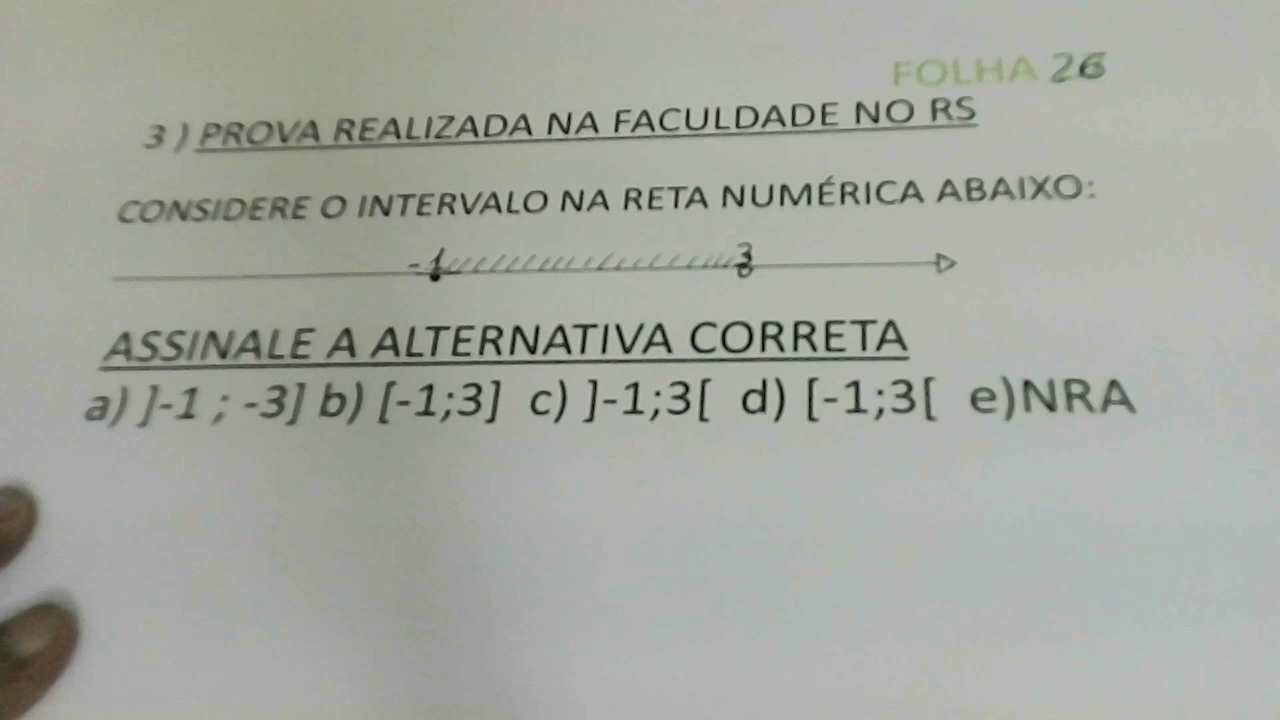 FOLHA 26
3 ) PROVA REALIZADA NA FACULDADE NO RS
CONSIDERE O INTERVALO NA RETA NUMÉRICA ABAIXO:
-1 3
ASSINALE A ALTERNATIVA CORRETA
a) ]-1 ; -3] b) [-1;3] c) ]-1;3[ d) [-1;3[ e)NRA